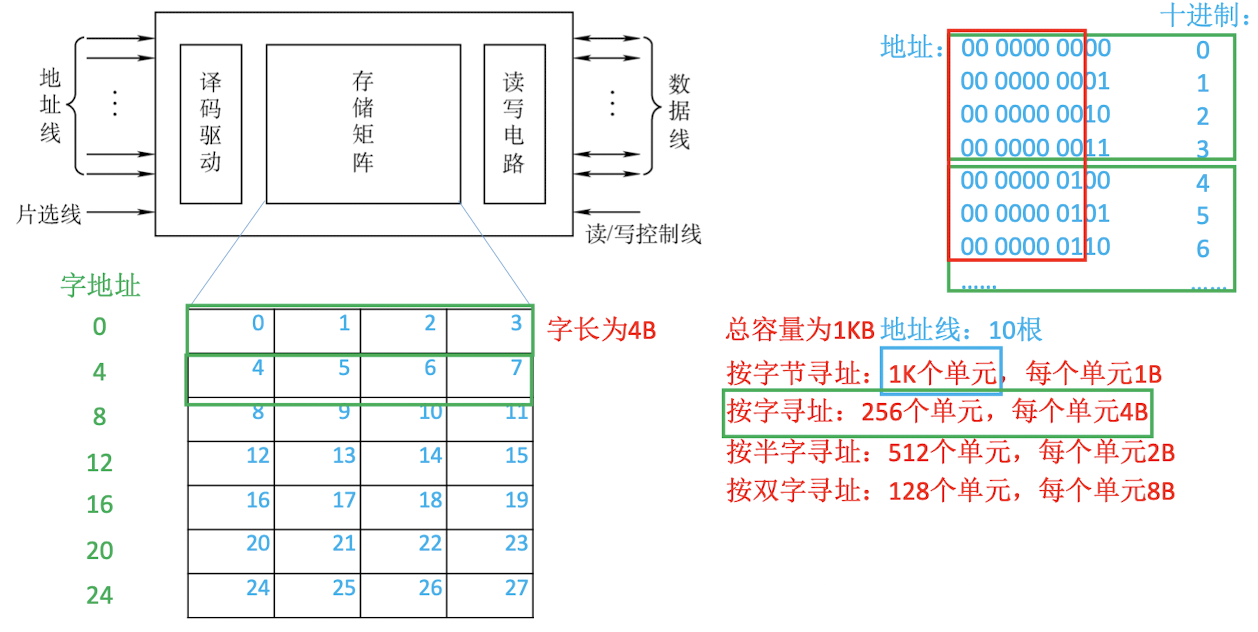 地址线
译码驱动
存储矩阵
读写电路
数据线
片选线
读/写控制线
十进制:
地址: 00 0000 0000 0
00 0000 0001 1
00 0000 0010 2
00 0000 0011 3
00 0000 0100 4
00 0000 0101 5
00 0000 0110 6
...... ......
字地址
0 0 1 2 3 字长为4B
4 4 5 6 7
8 8 9 10 11
12 12 13 14 15
16 16 17 18 19
20 20 21 22 23
24 24 25 26 27
总容量为1KB 地址线: 10根
按字节寻址: 1K个单元, 每个单元1B
按字寻址: 256个单元, 每个单元4B
按半字寻址: 512个单元, 每个单元2B
按双字寻址: 128个单元, 每个单元8B